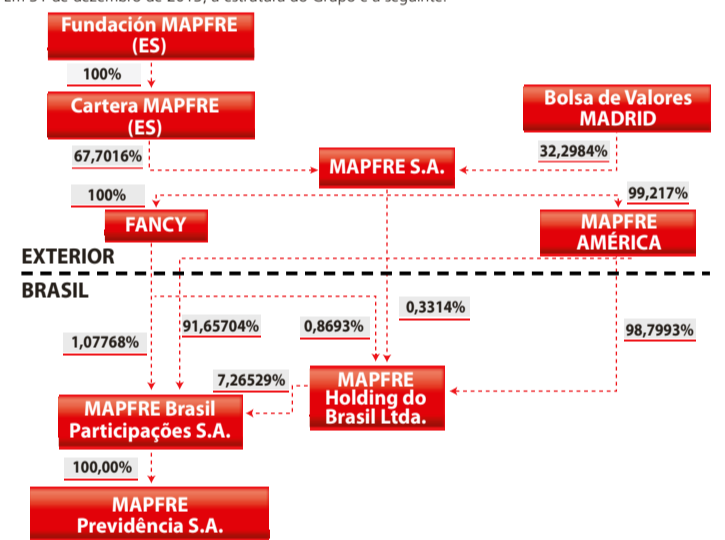 Fundación MAPFRE
(ES)
100%
Cartera MAPFRE
(ES)
Bolsa de Valores
MADRID
67,7016%
32,2984%
MAPFRE S.A.
100%
99,217%
FANCY
MAPFRE
AMÉRICA
EXTERIOR
BRASIL
1,07768%
91,65704%
0,8693%
0,3314%
98,7993%
7,26529%
MAPFRE
Holding do
Brasil Ltda.
MAPFRE Brasil
Participações S.A.
100,00%
MAPFRE
Previdência S.A.